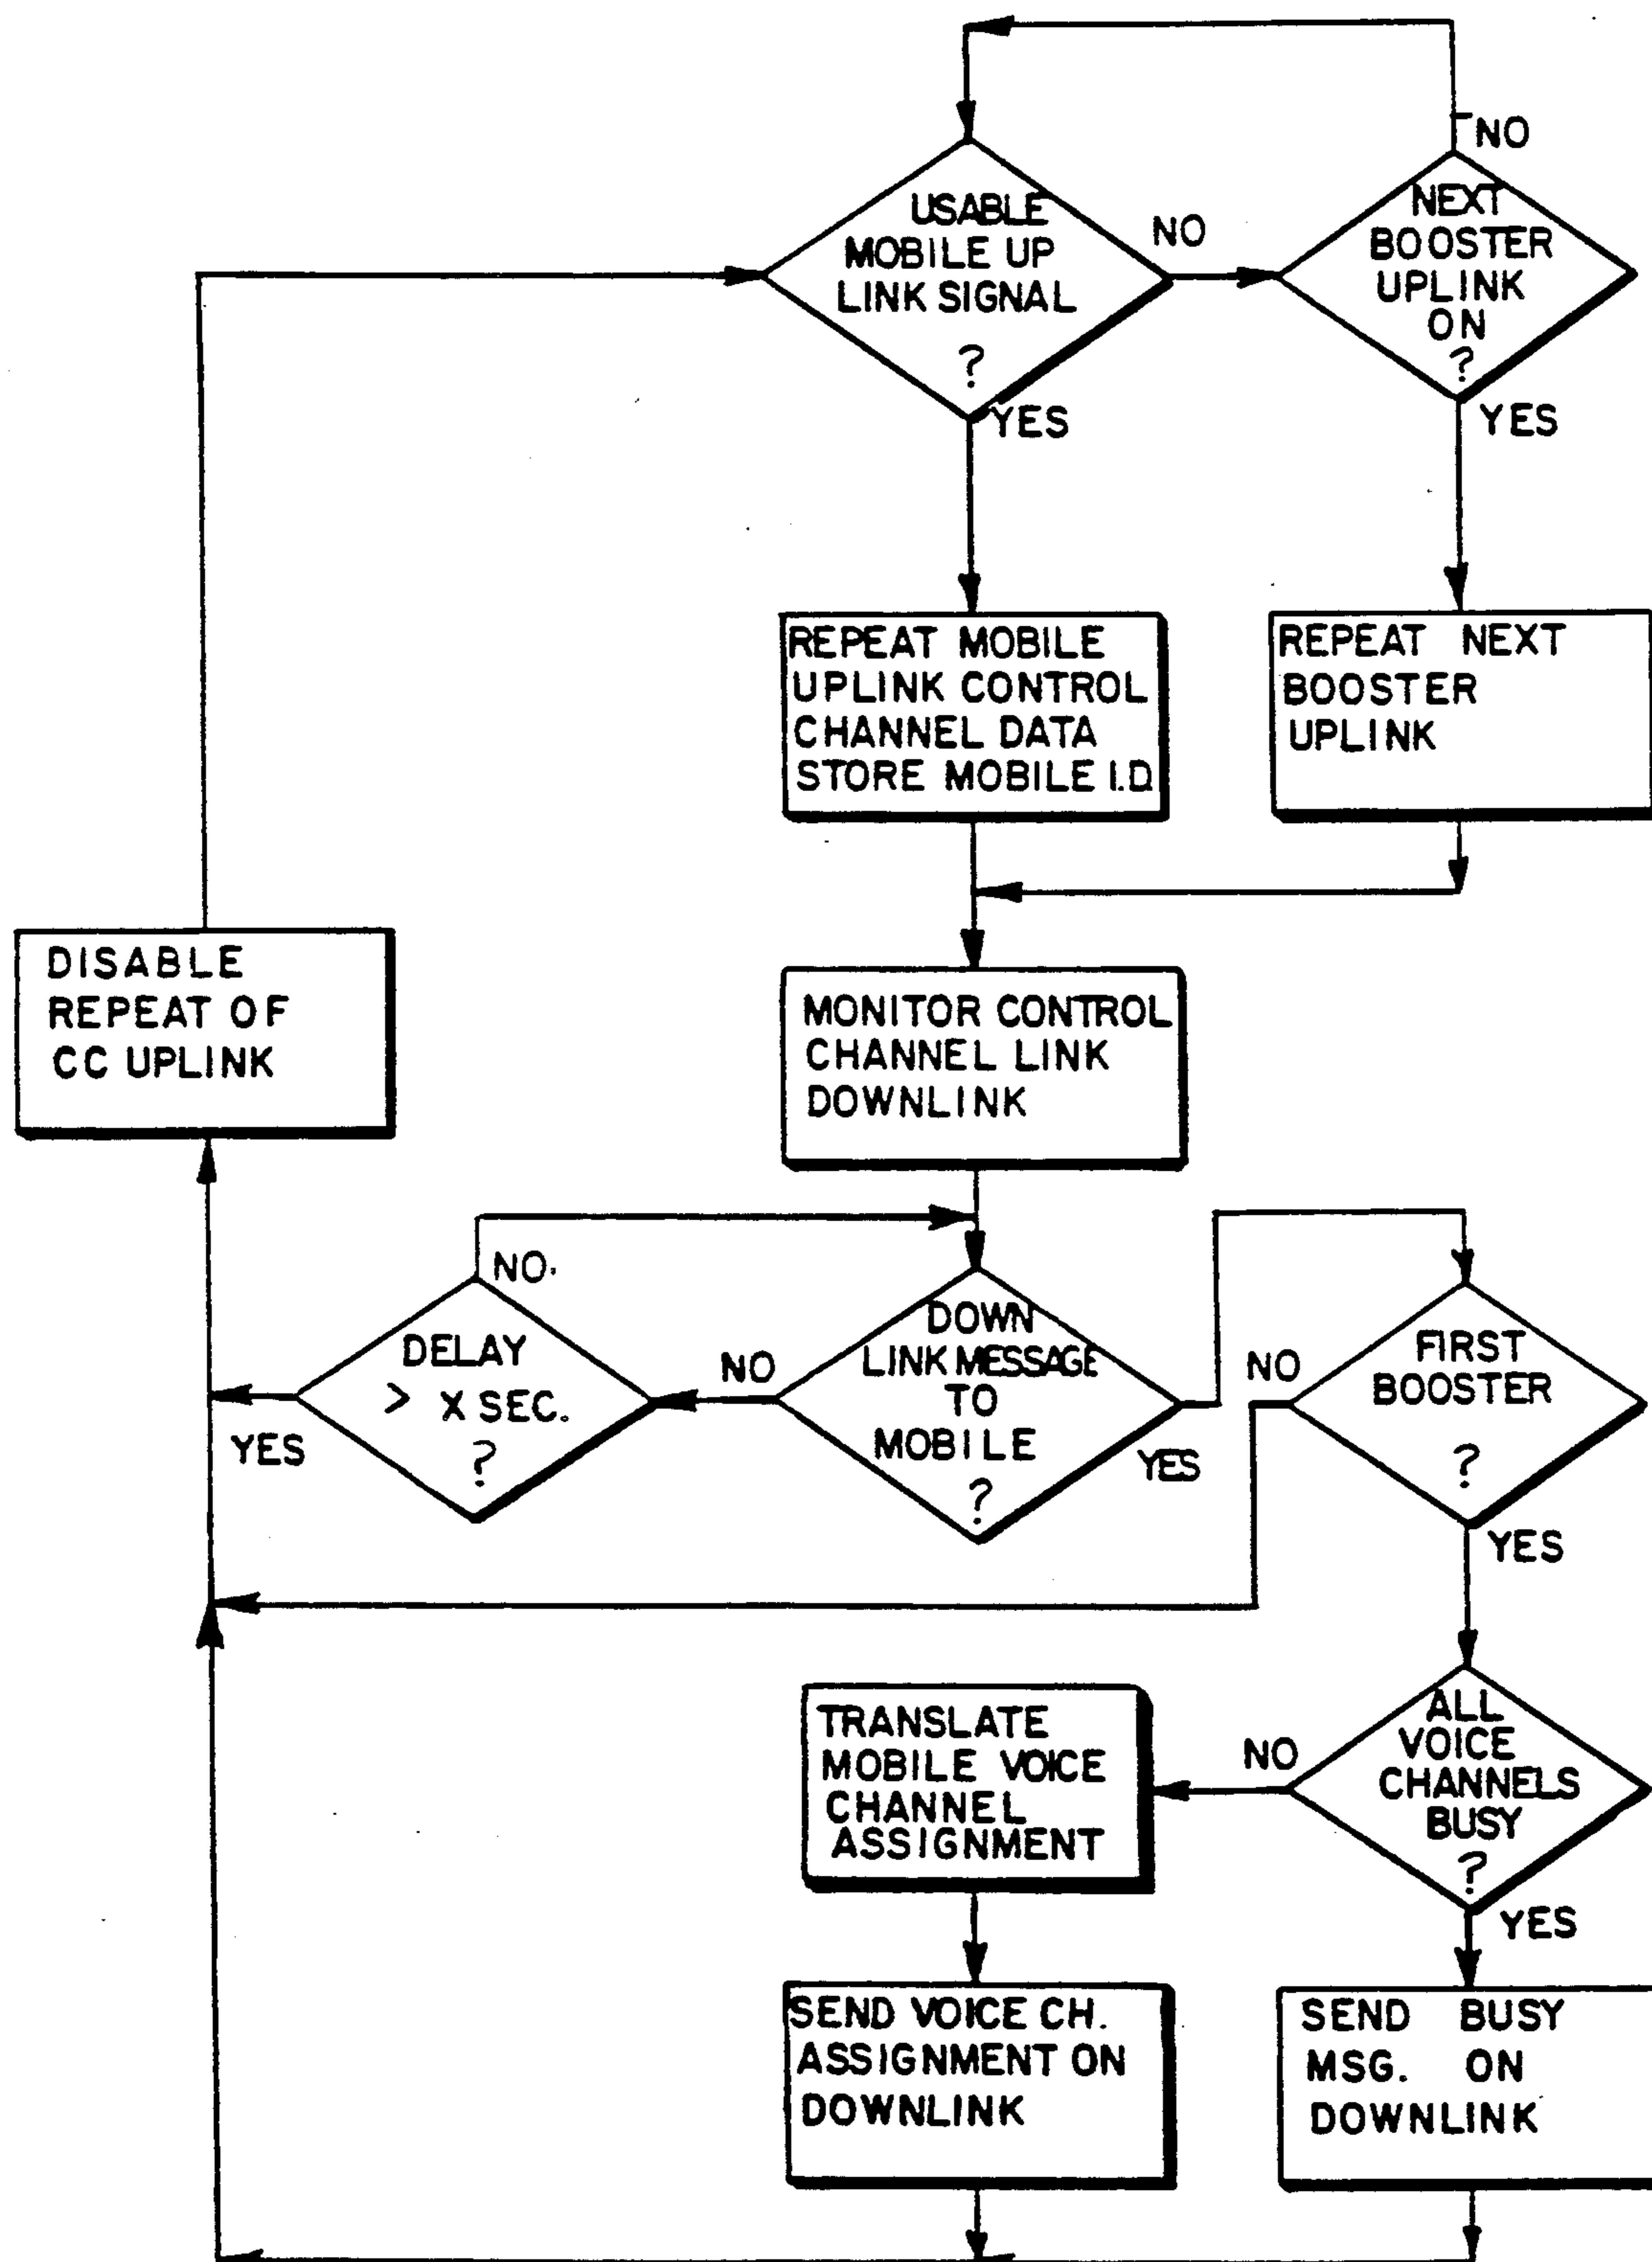 NO
USABLE
MOBILE UP
LINK SIGNAL
?
YES
NO
NEXT
BOOSTER
UPLINK
ON
?
YES
REPEAT MOBILE
UPLINK CONTROL
CHANNEL DATA
STORE MOBILE I.D
REPEAT NEXT
BOOSTER
UPLINK
DISABLE
REPEAT OF
CC UPLINK
MONITOR CONTROL
CHANNEL LINK
DOWNLINK
NO.
DELAY
> X SEC.
?
YES
NO
DOWN
LINK MESSAGE
TO
MOBILE
?
YES
NO
FIRST
BOOSTER
?
YES
TRANSLATE
MOBILE VOICE
CHANNEL
ASSIGNMENT
NO
ALL
VOICE
CHANNELS
BUSY
?
YES
SEND VOICE CH.
ASSIGNMENT ON
DOWNLINK
SEND BUSY
MSG. ON
DOWNLINK